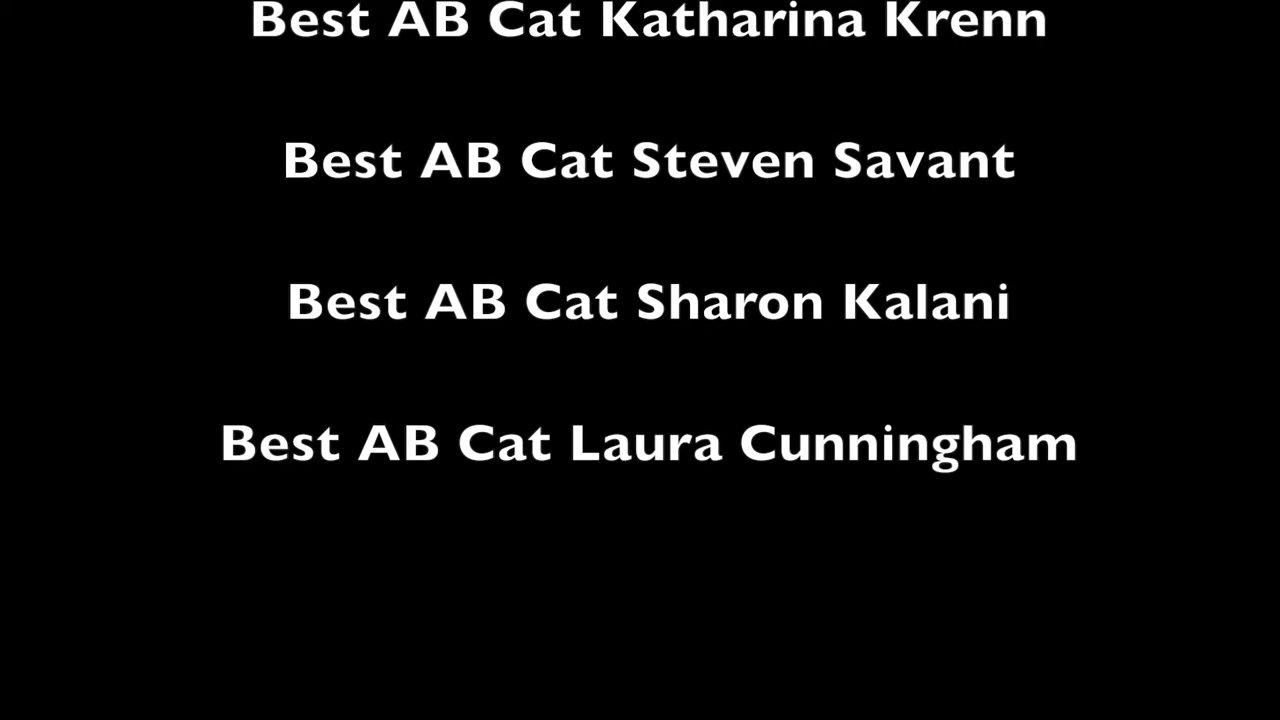 Best AB Cat Katharina Krenn
Best AB Cat Steven Savant
Best AB Cat Sharon Kalani
Best AB Cat Laura Cunningham